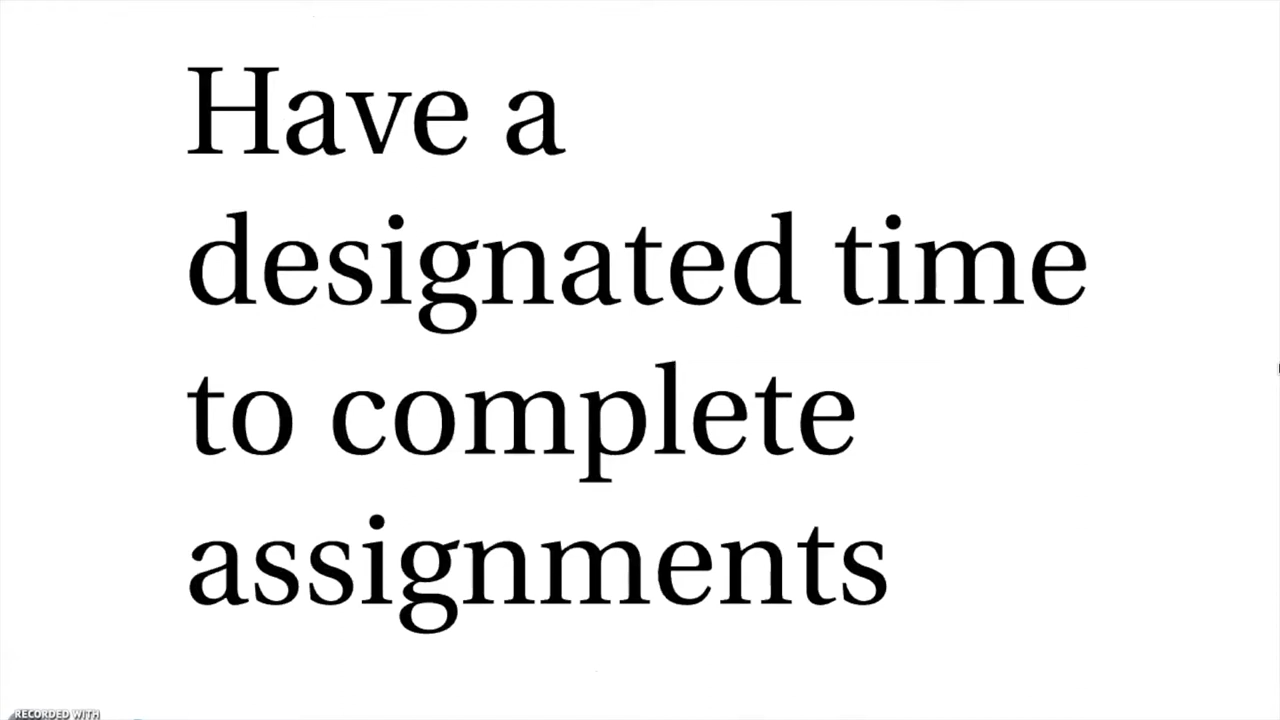 Have a
designated time
to complete
assignments
RECORDED WITH